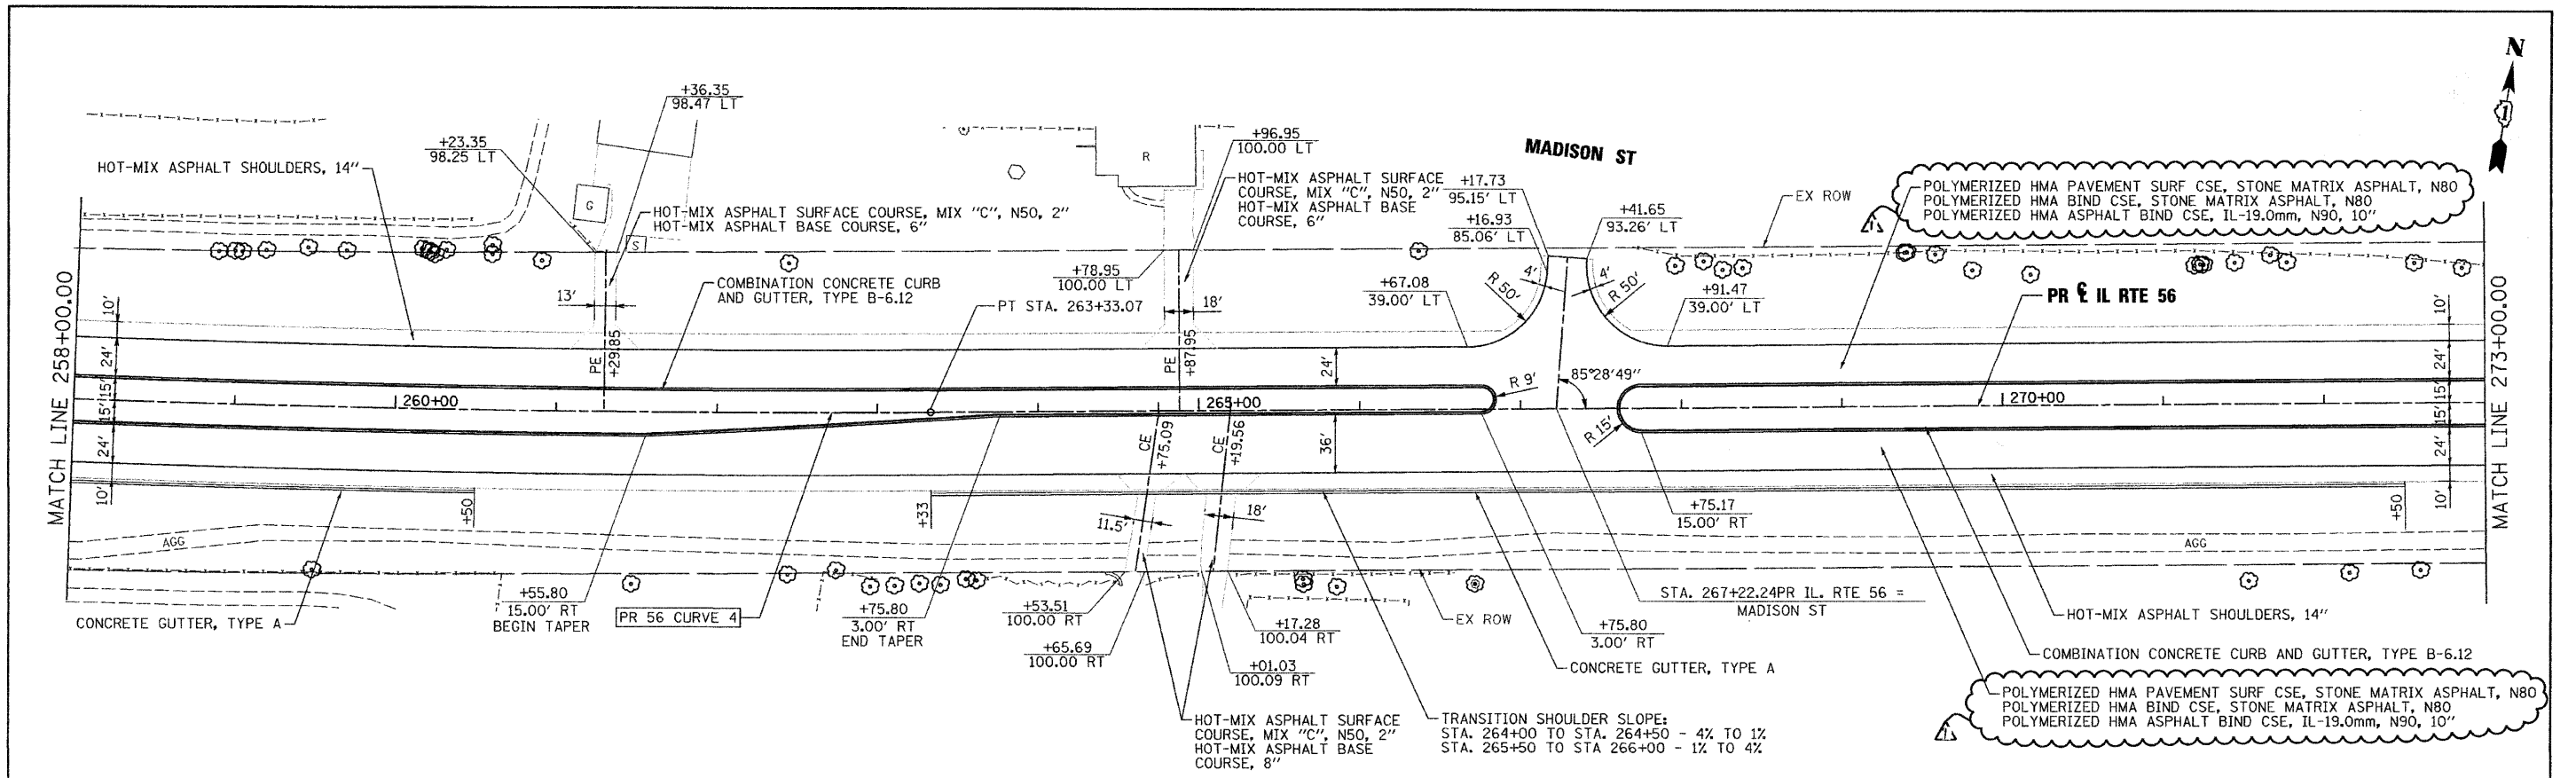 N
1
+36.35
98.47 LT
+23.35
98.25 LT
+96.95
100.00 LT
MADISON ST
HOT-MIX ASPHALT SHOULDERS, 14"
R
G
S
HOT-MIX ASPHALT SURFACE COURSE, MIX "C", N50, 2"
HOT-MIX ASPHALT BASE COURSE, 6"
HOT-MIX ASPHALT SURFACE
COURSE, MIX "C", N50, 2"
HOT-MIX ASPHALT BASE
COURSE, 6"
+17.73
95.15' LT
+16.93
85.06' LT
+41.65
93.26' LT
EX ROW
POLYMERIZED HMA PAVEMENT SURF CSE, STONE MATRIX ASPHALT, N80
POLYMERIZED HMA BIND CSE, STONE MATRIX ASPHALT, N80
POLYMERIZED HMA ASPHALT BIND CSE, IL-19.0mm, N90, 10"
1
MATCH LINE 258+00.00
13'
COMBINATION CONCRETE CURB
AND GUTTER, TYPE B-6.12
PT STA. 263+33.07
+78.95
100.00 LT
18'
+67.08
39.00' LT
R 50'
4'
4'
R 50'
+91.47
39.00' LT
PR ℄ IL RTE 56
MATCH LINE 273+00.00
10'
24'
15'
15'
24'
10'
PE
+29.85
PE
+87.95
24'
R 9'
85°28'49"
260+00
265+00
270+00
R 15'
10'
24'
15'
15'
24'
10'
CE
+75.09
CE
+19.56
36'
+50
+33
11.5'
18'
+75.17
15.00' RT
+50
AGG
AGG
+55.80
15.00' RT
BEGIN TAPER
PR 56 CURVE 4
+75.80
3.00' RT
END TAPER
+53.51
100.00 RT
+65.69
100.00 RT
+17.28
100.04 RT
+01.03
100.09 RT
EX ROW
+75.80
3.00' RT
STA. 267+22.24PR IL. RTE 56 =
MADISON ST
CONCRETE GUTTER, TYPE A
CONCRETE GUTTER, TYPE A
HOT-MIX ASPHALT SHOULDERS, 14"
COMBINATION CONCRETE CURB AND GUTTER, TYPE B-6.12
HOT-MIX ASPHALT SURFACE
COURSE, MIX "C", N50, 2"
HOT-MIX ASPHALT BASE
COURSE, 8"
TRANSITION SHOULDER SLOPE:
STA. 264+00 TO STA. 264+50 - 4% TO 1%
STA. 265+50 TO STA 266+00 - 1% TO 4%
POLYMERIZED HMA PAVEMENT SURF CSE, STONE MATRIX ASPHALT, N80
POLYMERIZED HMA BIND CSE, STONE MATRIX ASPHALT, N80
POLYMERIZED HMA ASPHALT BIND CSE, IL-19.0mm, N90, 10"
1